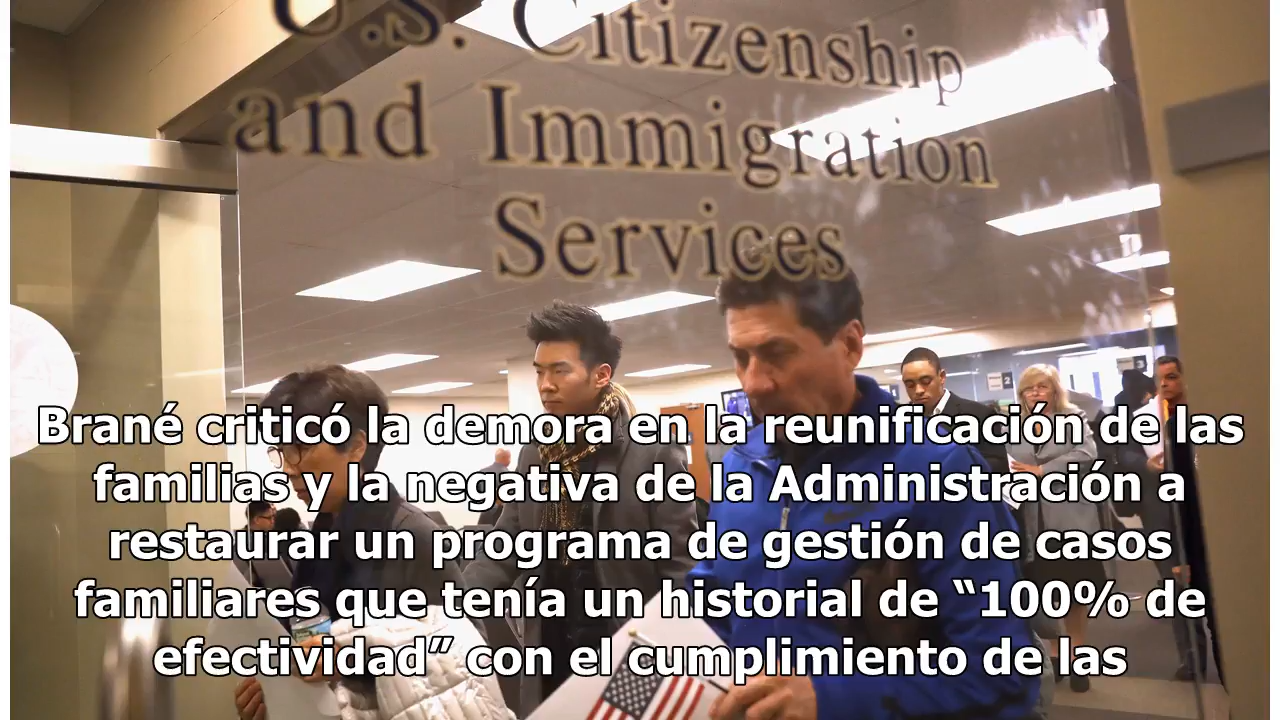 U.S. Citizenship
and Immigration
Services
Brané criticó la demora en la reunificación de las
familias y la negativa de la Administración a
restaurar un programa de gestión de casos
familiares que tenía un historial de “100% de
efectividad” con el cumplimiento de las